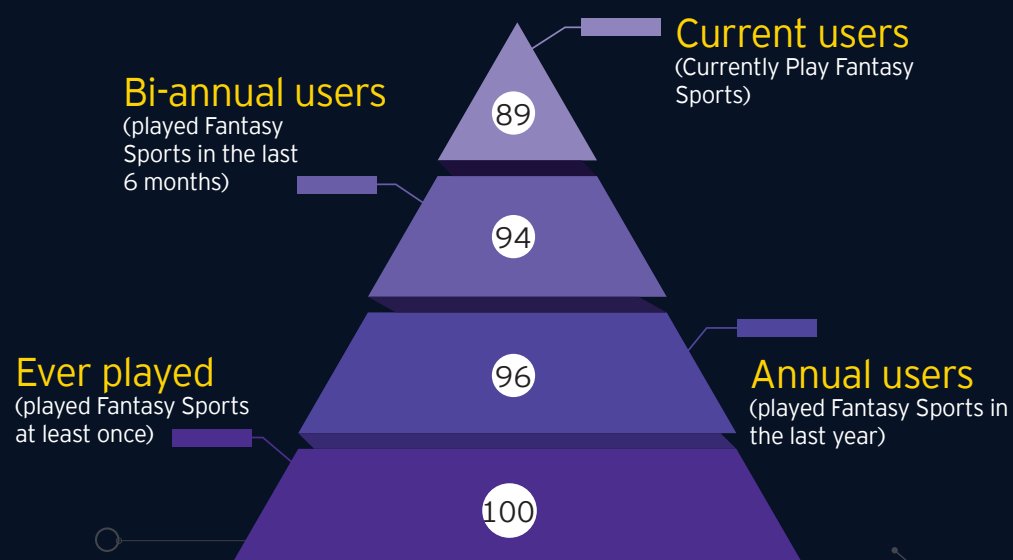 Current users
(Currently Play Fantasy
Sports)
89
Bi-annual users
(played Fantasy
Sports in the last
6 months)
94
Annual users
(played Fantasy Sports in
the last year)
96
Ever played
(played Fantasy Sports
at least once)
100